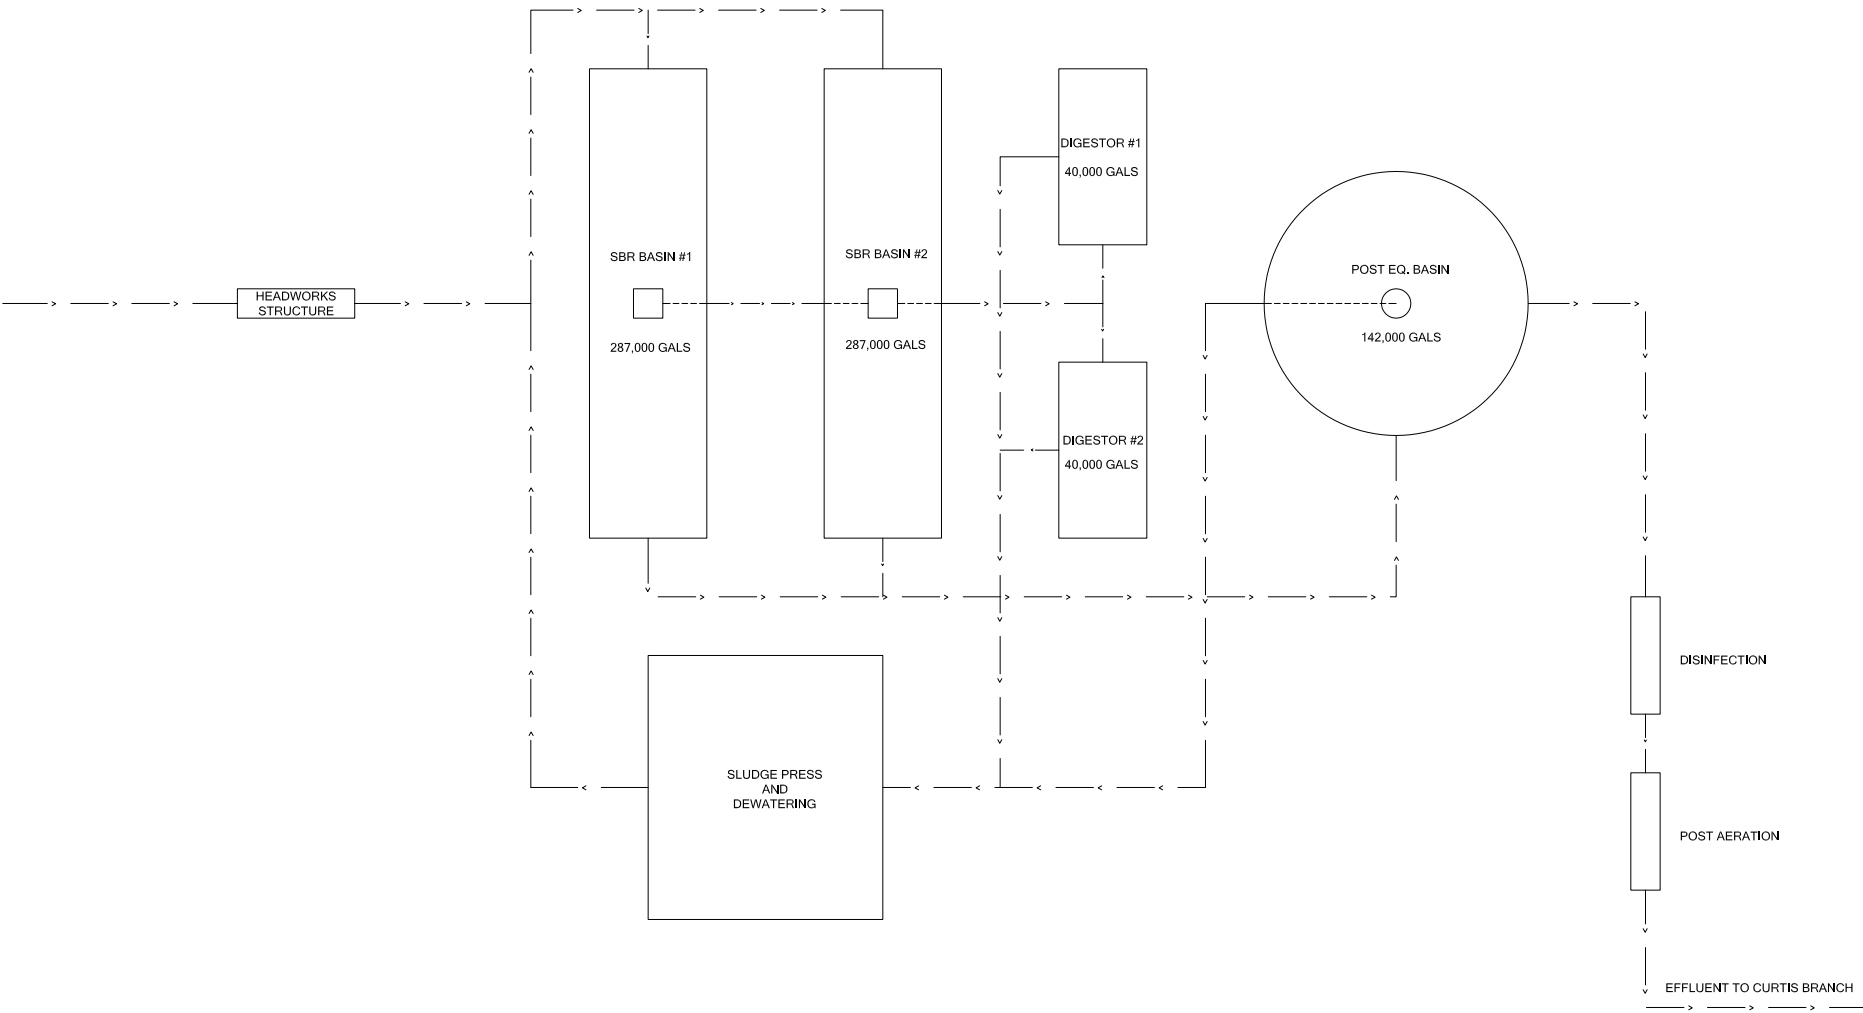 HEADWORKS
STRUCTURE
SBR BASIN #1
287,000 GALS
SBR BASIN #2
287,000 GALS
DIGESTOR #1
40,000 GALS
DIGESTOR #2
40,000 GALS
POST EQ. BASIN
142,000 GALS
SLUDGE PRESS
AND
DEWATERING
DISINFECTION
POST AERATION
EFFLUENT TO CURTIS BRANCH